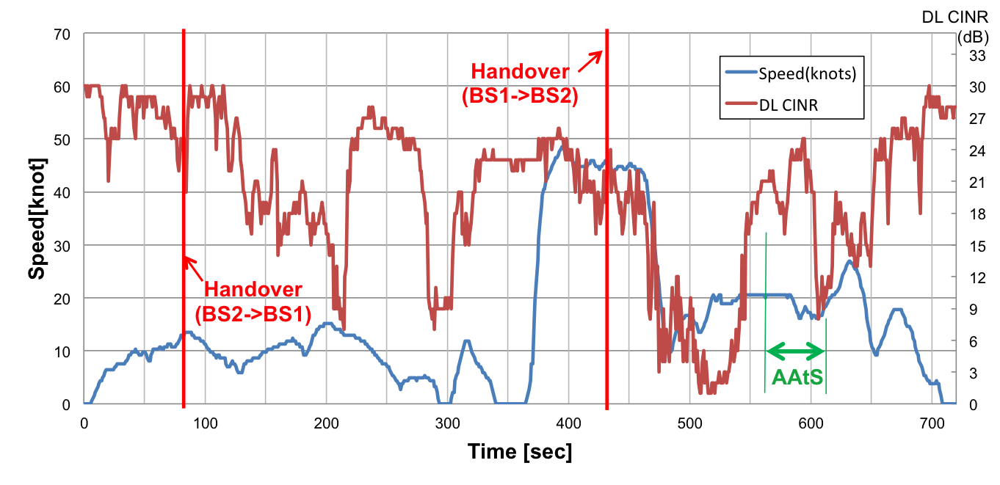 DL CINR
(dB)
70
60
50
40
30
20
10
0
33
30
27
24
21
18
15
12
9
6
3
0
Speed[knot]
Handover
(BS1->BS2)
Speed(knots)
DL CINR
Handover
(BS2->BS1)
AAtS
0
100
200
300
400
500
600
700
Time [sec]